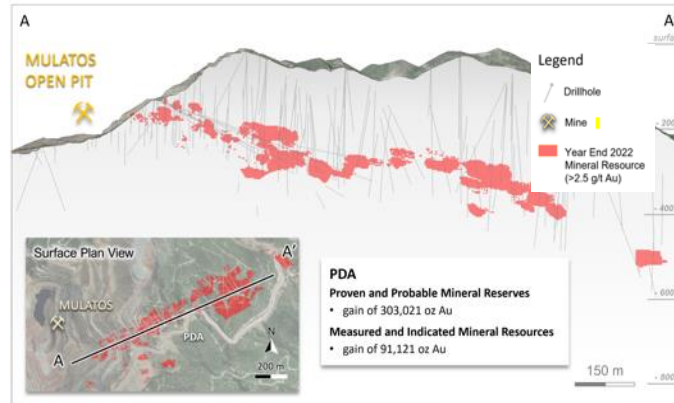 A
A'
MULATOS
OPEN PIT
surfac
Legend
Drillhole
Mine
Year End 2022
Mineral Resource
(>2.5 g/t Au)
- 200
- 400
- 600
- 800
Surface Plan View
A'
MULATOS
PDA
A
N
200 m
PDA
Proven and Probable Mineral Reserves
• gain of 303,021 oz Au
Measured and Indicated Mineral Resources
• gain of 91,121 oz Au
150 m